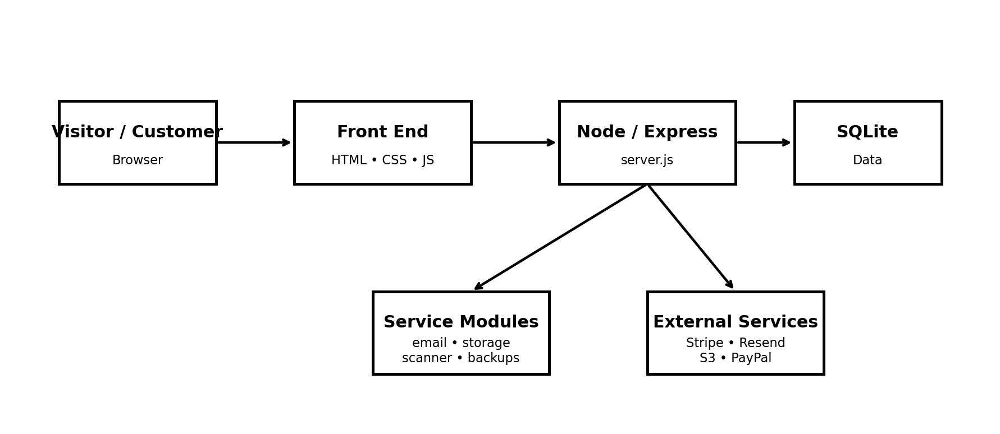 Visitor / Customer
Browser
Front End
HTML • CSS • JS
Node / Express
server.js
SQLite
Data
Service Modules
email • storage
scanner • backups
External Services
Stripe • Resend
S3 • PayPal